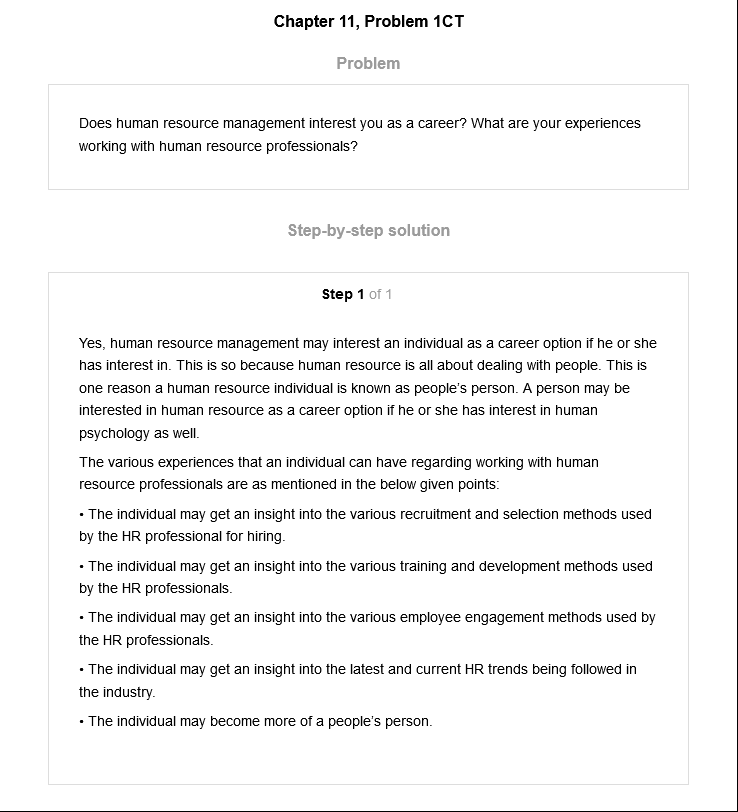 Chapter 11, Problem 1CT
Problem
Does human resource management interest you as a career? What are your experiences
working with human resource professionals?
Step-by-step solution
Step 1 of 1
Yes, human resource management may interest an individual as a career option if he or she
has interest in. This is so because human resource is all about dealing with people. This is
one reason a human resource individual is known as people's person. A person may be
interested in human resource as a career option if he or she has interest in human
psychology as well.
The various experiences that an individual can have regarding working with human
resource professionals are as mentioned in the below given points:
• The individual may get an insight into the various recruitment and selection methods used
by the HR professional for hiring.
• The individual may get an insight into the various training and development methods used
by the HR professionals.
• The individual may get an insight into the various employee engagement methods used by
the HR professionals.
• The individual may get an insight into the latest and current HR trends being followed in
the industry.
• The individual may become more of a people's person.